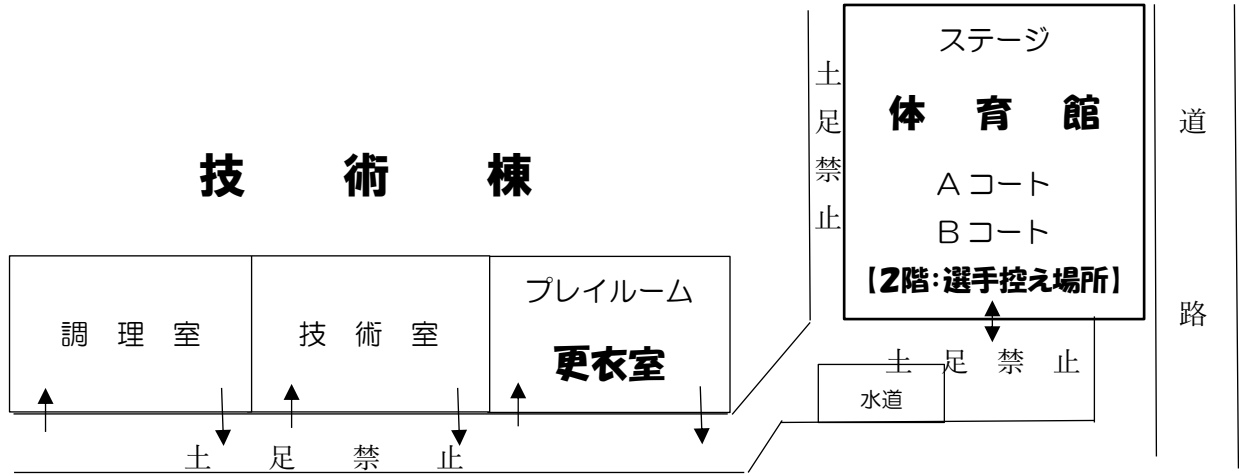 ステージ
体 育 館
Aコート
Bコート
【2階:選手控え場所】
土足禁止
道路
技 術 棟
調 理 室
技 術 室
プレイルーム
更衣室
土 足 禁 止
水道
土 足 禁 止